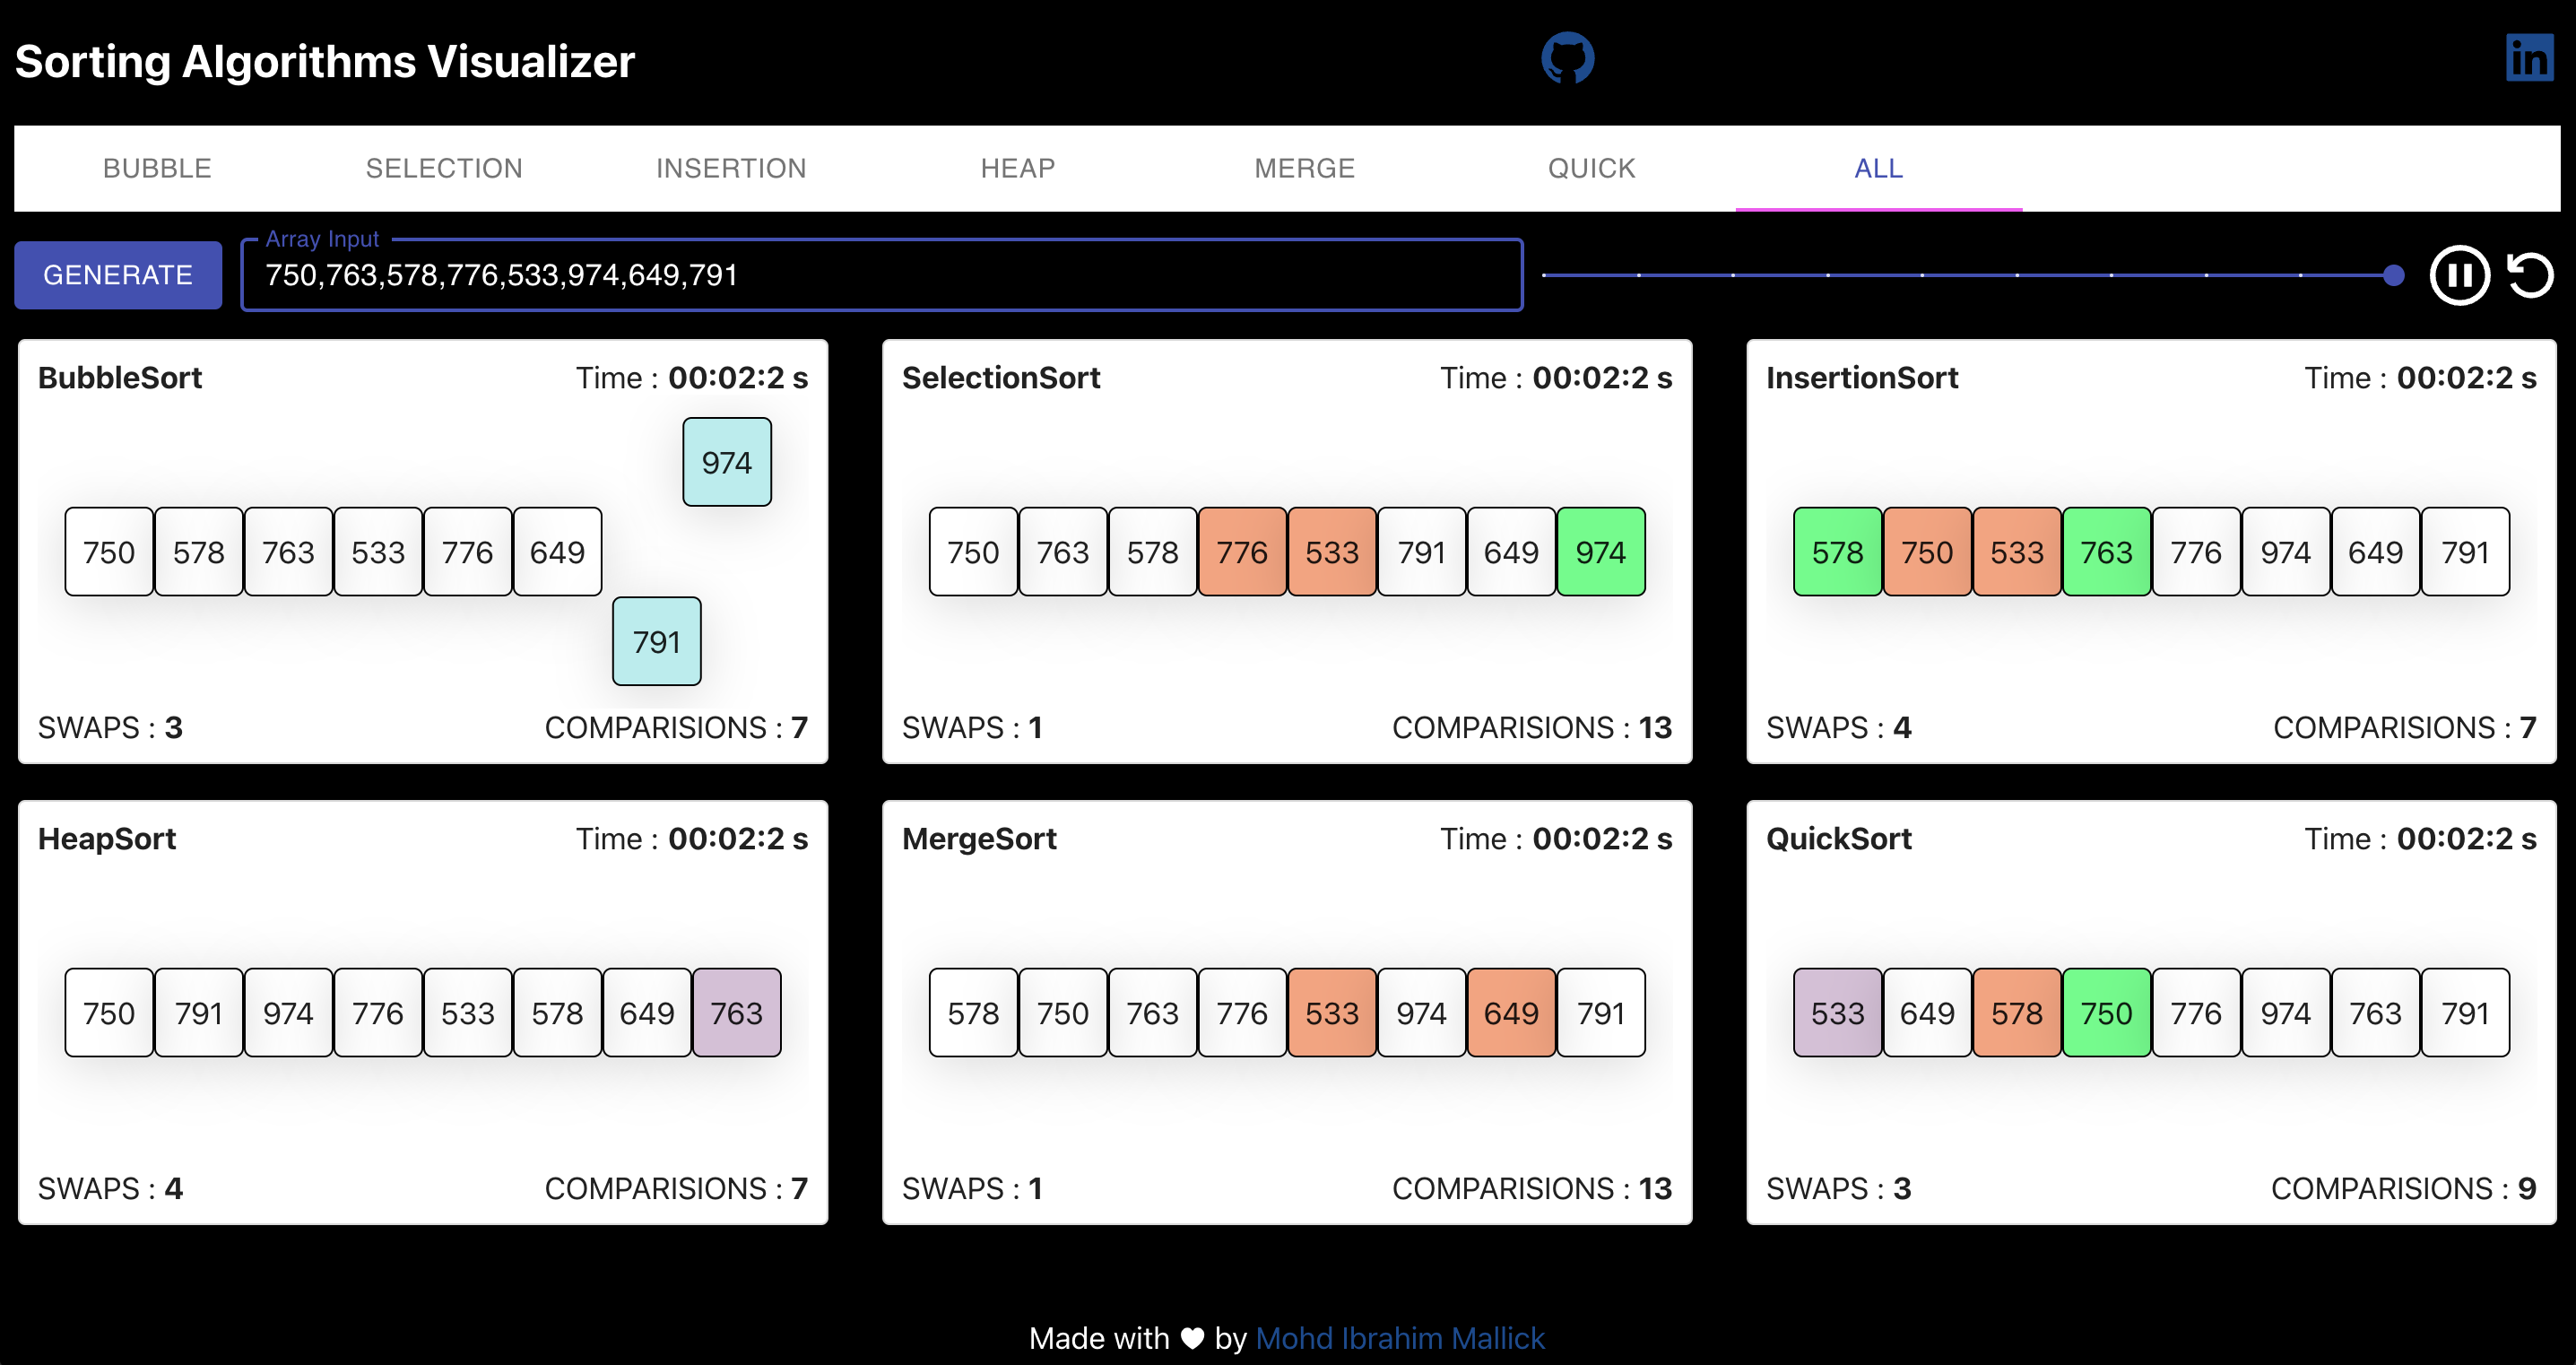 Sorting Algorithms Visualizer
in
BUBBLE SELECTION INSERTION HEAP MERGE QUICK ALL
GENERATE
Array Input
750,763,578,776,533,974,649,791
BubbleSort Time : 00:02:2 s
974
750 578 763 533 776 649
791
SWAPS : 3 COMPARISIONS : 7
SelectionSort Time : 00:02:2 s
750 763 578 776 533 791 649 974
SWAPS : 1 COMPARISIONS : 13
InsertionSort Time : 00:02:2 s
578 750 533 763 776 974 649 791
SWAPS : 4 COMPARISIONS : 7
HeapSort Time : 00:02:2 s
750 791 974 776 533 578 649 763
SWAPS : 4 COMPARISIONS : 7
MergeSort Time : 00:02:2 s
578 750 763 776 533 974 649 791
SWAPS : 1 COMPARISIONS : 13
QuickSort Time : 00:02:2 s
533 649 578 750 776 974 763 791
SWAPS : 3 COMPARISIONS : 9
Made with ♥ by Mohd Ibrahim Mallick